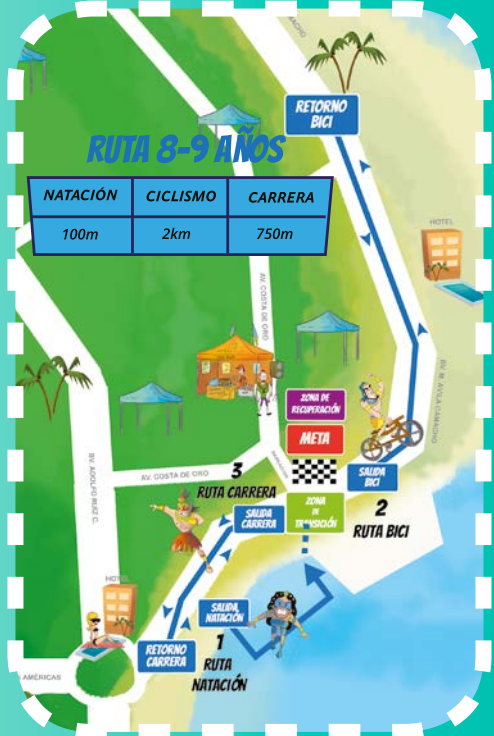 MACHO
RETORNO
BICI
RUTA 8-9 AÑOS
NATACIÓN CICLISMO CARRERA
100m 2km 750m
HOTEL
AV. COSTA DE ORO
BV. M. AVILA CAMACHO
ZONA DE
RECUPERACIÓN
META
AV. COSTA DE ORO
3
RUTA CARRERA
SALIDA
BICI
SALIDA
CARRERA
ZONA
DE
TRANSICIÓN
2
RUTA BICI
BV. ADOLFO RUIZ C.
HOTEL
SALIDA
NATACIÓN
1
RUTA
NATACIÓN
RETORNO
CARRERA
AMÉRICAS